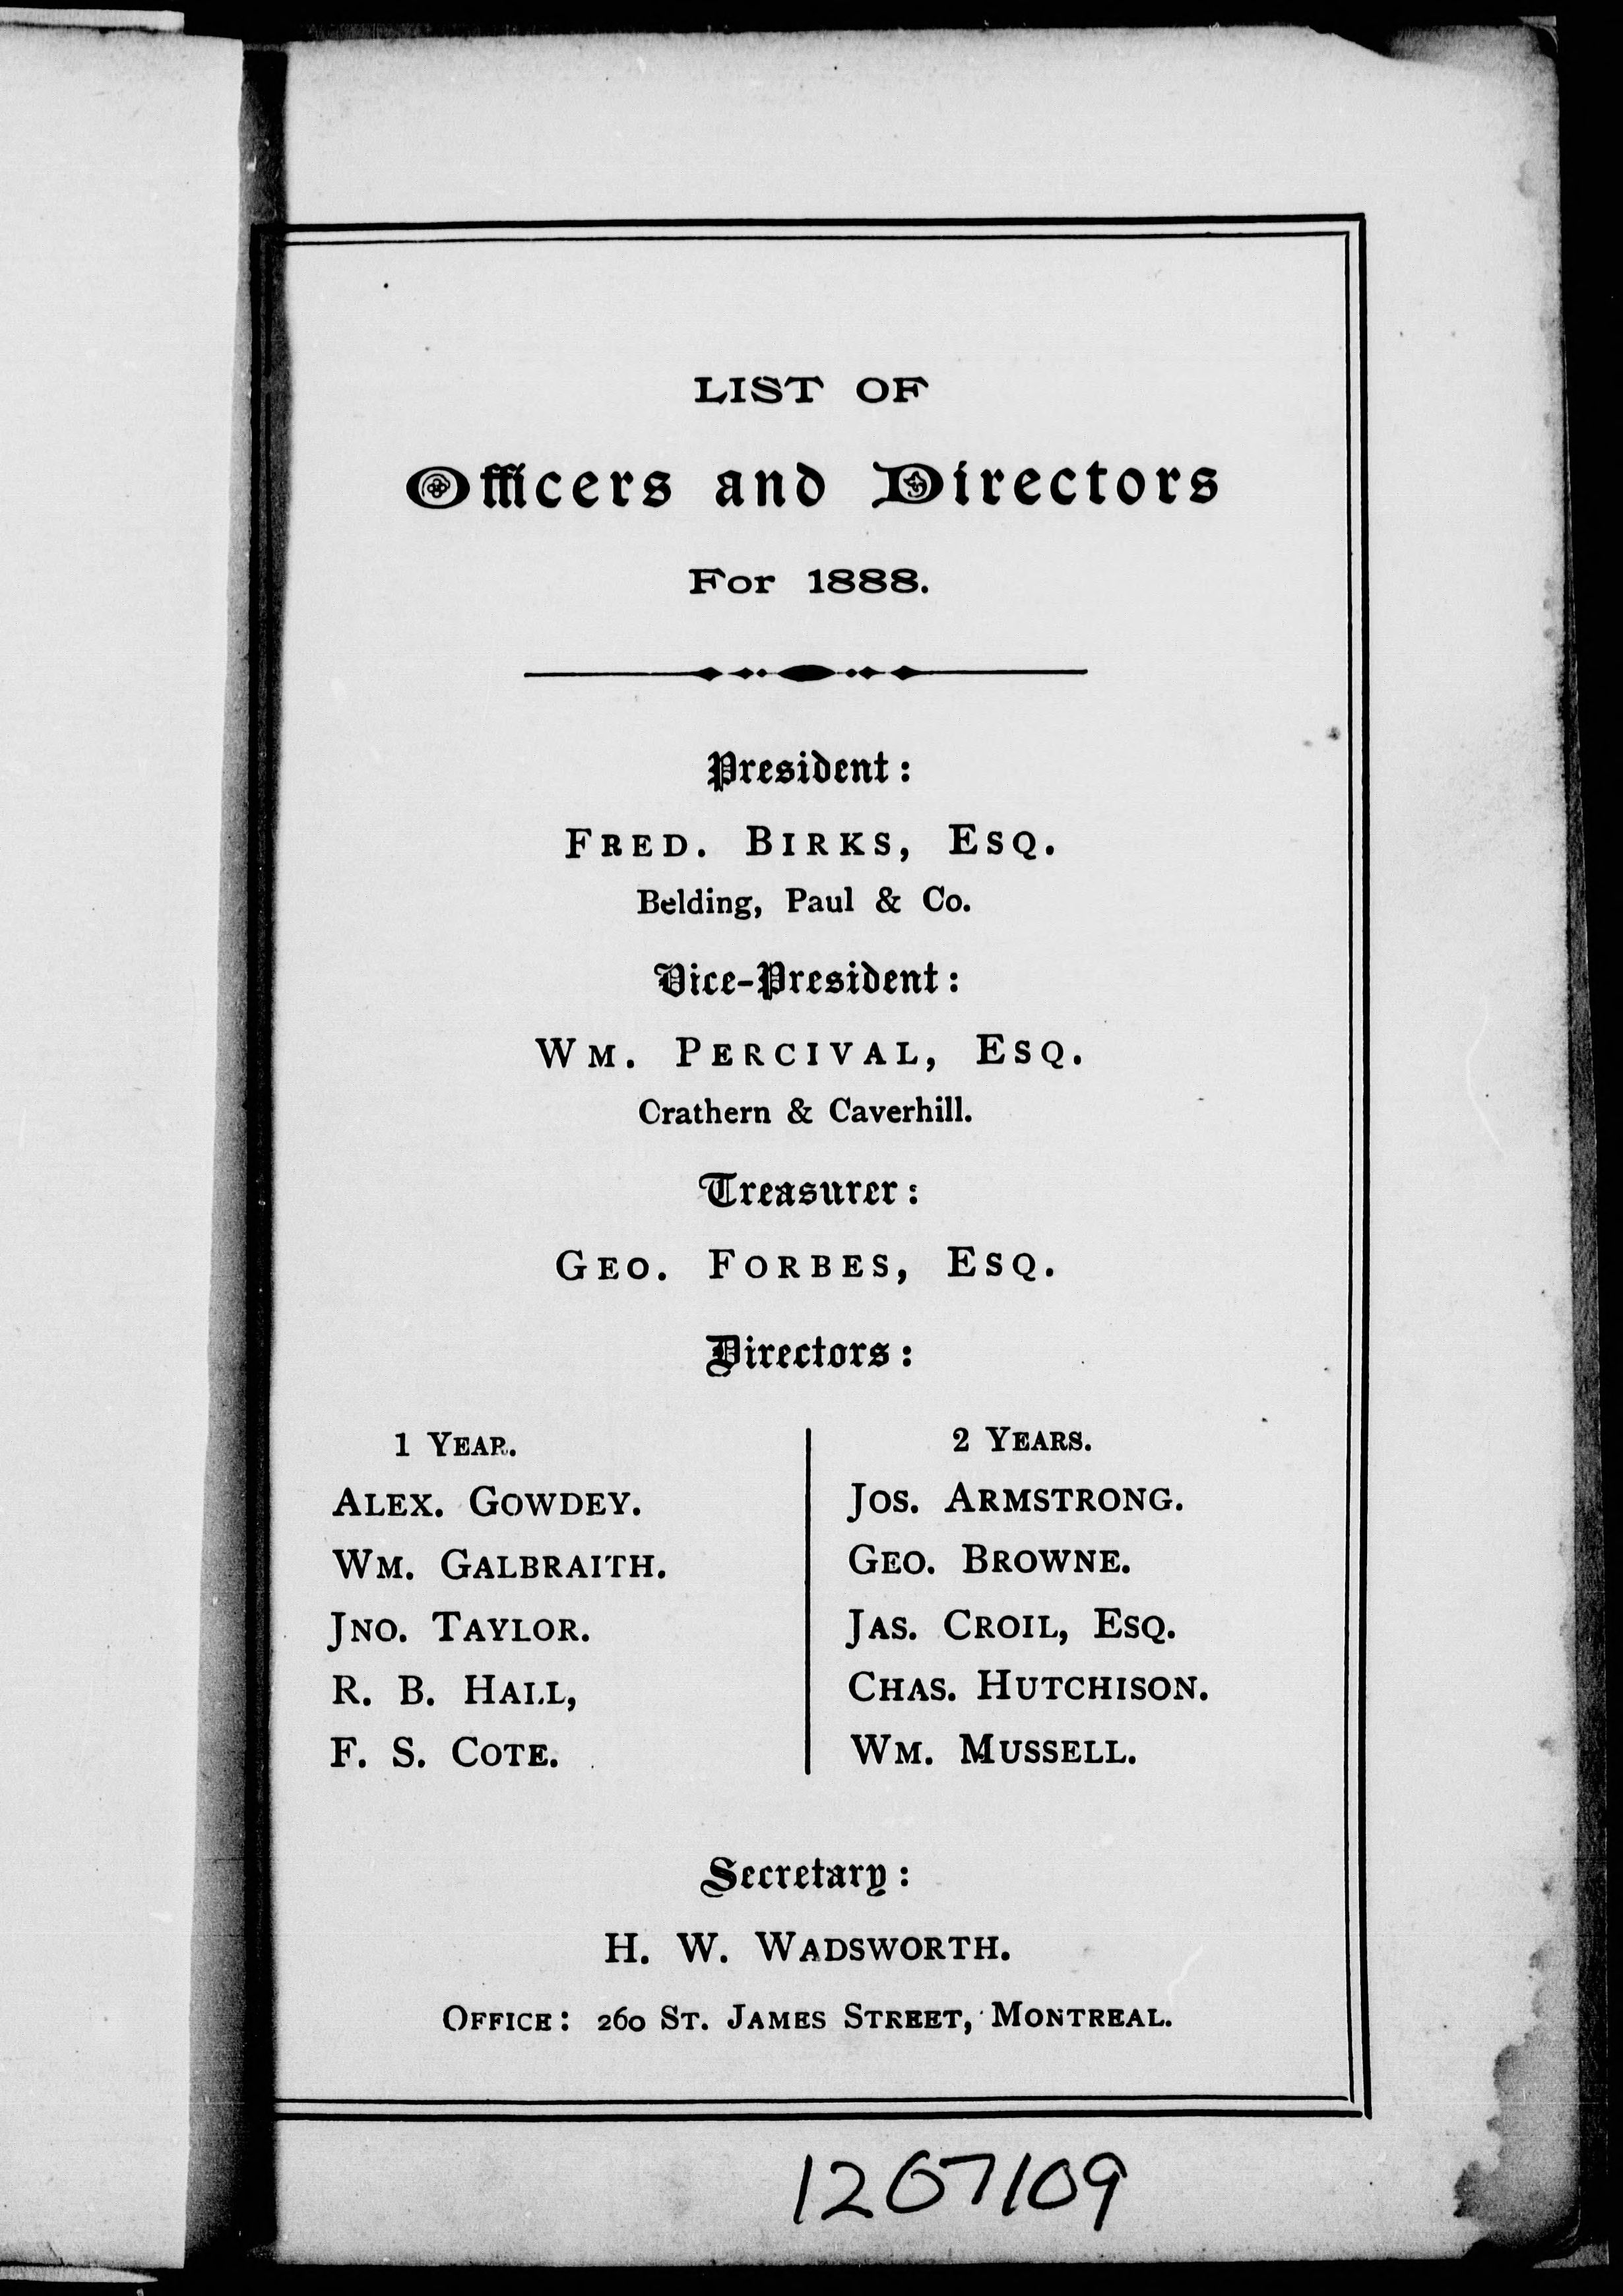 LIST OF
Officers and Directors
For 1888.
President:
FRED. BIRKS, ESQ.
Belding, Paul & Co.
Vice-President:
WM. PERCIVAL, ESQ.
Crathern & Caverhill.
Treasurer:
GEO. FORBES, ESQ.
Directors:
1 YEAR.
ALEX. GOWDEY.
WM. GALBRAITH.
JNO. TAYLOR.
R. B. HALL,
F. S. COTE.
2 YEARS.
JOS. ARMSTRONG.
GEO. BROWNE.
JAS. CROIL, ESQ.
CHAS. HUTCHISON.
WM. MUSSELL.
Secretary:
H. W. WADSWORTH.
OFFICE: 260 ST. JAMES STREET, MONTREAL.
1207109